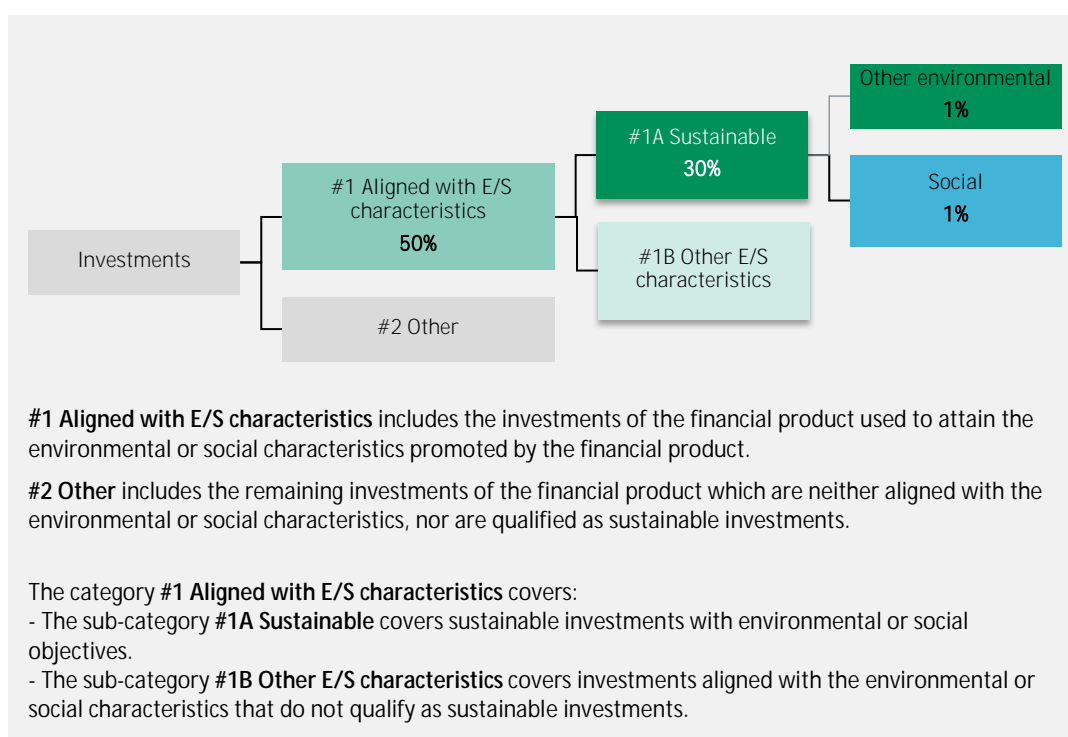 Other environmental
1%
#1A Sustainable
30%
#1 Aligned with E/S
characteristics
50%
Social
1%
Investments
#1B Other E/S
characteristics
#2 Other
#1 Aligned with E/S characteristics includes the investments of the financial product used to attain the
environmental or social characteristics promoted by the financial product.
#2 Other includes the remaining investments of the financial product which are neither aligned with the
environmental or social characteristics, nor are qualified as sustainable investments.
The category #1 Aligned with E/S characteristics covers:
- The sub-category #1A Sustainable covers sustainable investments with environmental or social
objectives.
- The sub-category #1B Other E/S characteristics covers investments aligned with the environmental or
social characteristics that do not qualify as sustainable investments.